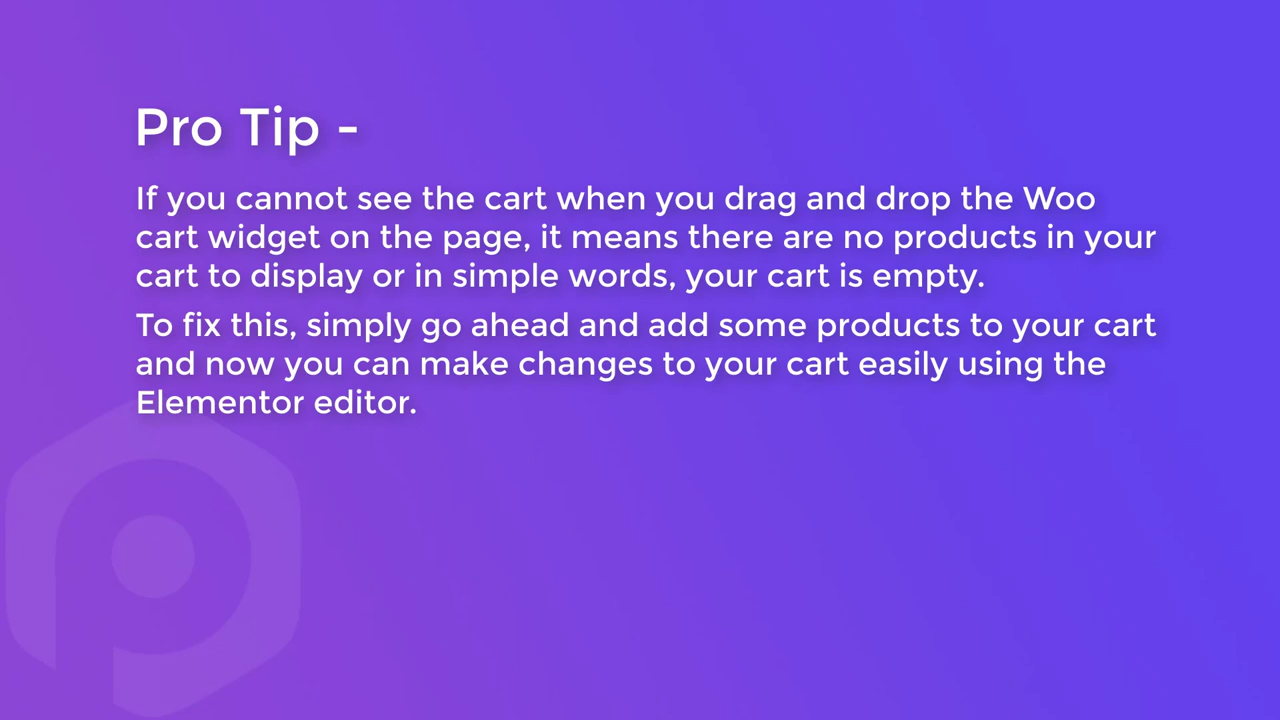 Pro Tip -
If you cannot see the cart when you drag and drop the Woo
cart widget on the page, it means there are no products in your
cart to display or in simple words, your cart is empty.
To fix this, simply go ahead and add some products to your cart
and now you can make changes to your cart easily using the
Elementor editor.